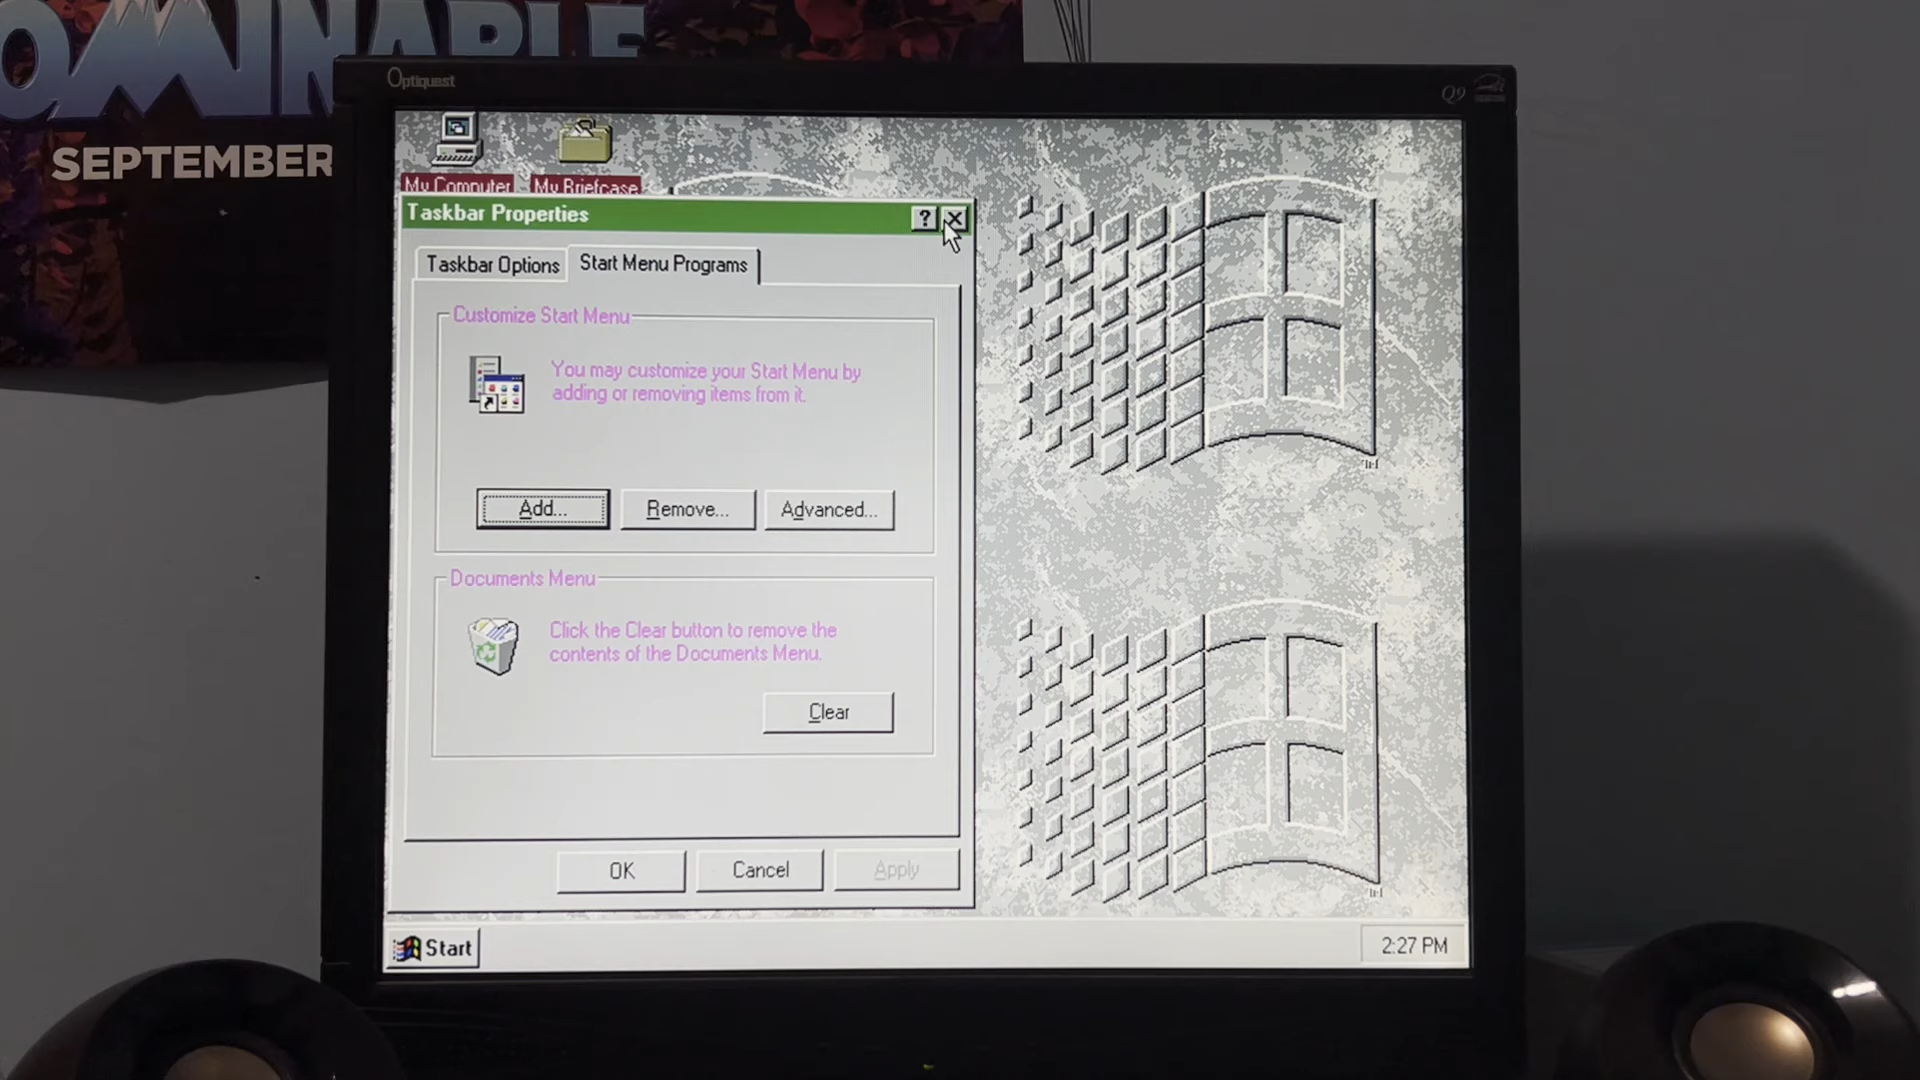 OMINABLE
SEPTEMBER
Optiquest
Q9
My Computer
My Briefcase
Taskbar Properties
?
Taskbar Options
Start Menu Programs
Customize Start Menu
You may customize your Start Menu by
adding or removing items from it.
Add...
Remove...
Advanced...
Documents Menu
Click the Clear button to remove the
contents of the Documents Menu.
Clear
OK
Cancel
Apply
Start
2:27 PM